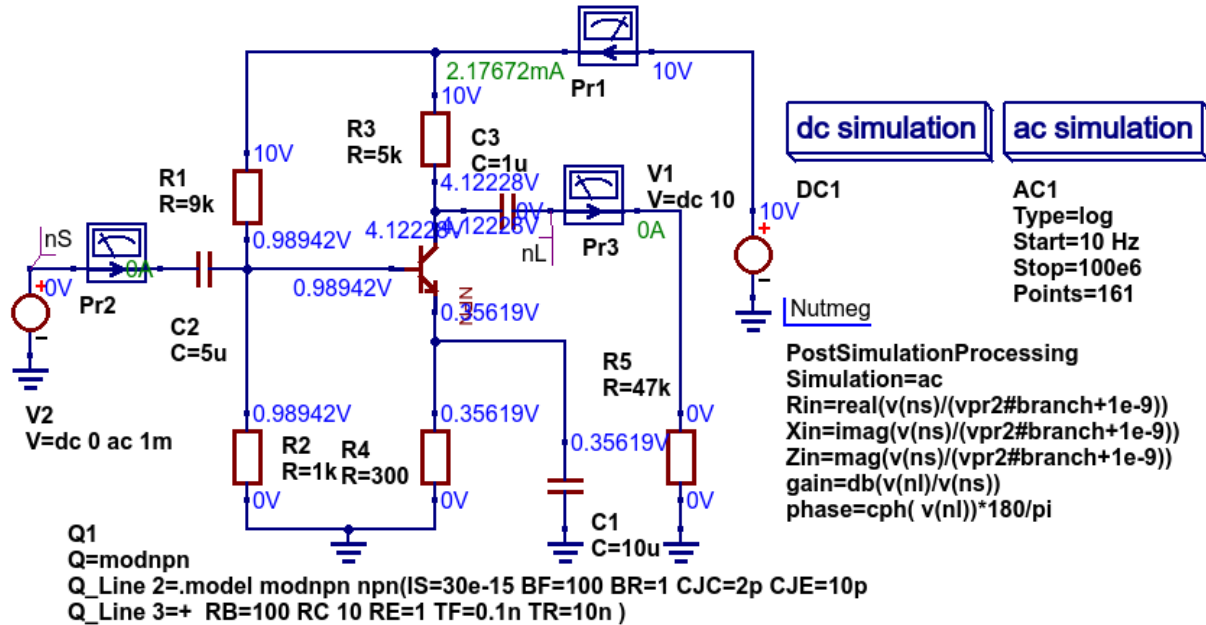 2.17672mA
Pr1
10V
10V
R3
R=5k
C3
C=1u
dc simulation
ac simulation
10V
R1
R=9k
4.12228V
V1
V=dc 10
DC1
AC1
Type=log
Start=10 Hz
Stop=100e6
Points=161
10V
0V
4.12228V
4.12228V
0A
Pr3
nL
nS
0.98942V
0A
0V
Pr2
0.98942V
NPN
0.35619V
C2
C=5u
Nutmeg
PostSimulationProcessing
Simulation=ac
Rin=real(v(ns)/(vpr2#branch+1e-9))
Xin=imag(v(ns)/(vpr2#branch+1e-9))
Zin=mag(v(ns)/(vpr2#branch+1e-9))
gain=db(v(nl)/v(ns))
phase=cph( v(nl))*180/pi
R5
R=47k
V2
V=dc 0 ac 1m
0.98942V
0.35619V
0V
R2
R=1k
R4
R=300
0.35619V
0V
0V
0V
C1
C=10u
Q1
Q=modnpn
Q_Line 2=.model modnpn npn(IS=30e-15 BF=100 BR=1 CJC=2p CJE=10p
Q_Line 3=+ RB=100 RC 10 RE=1 TF=0.1n TR=10n )